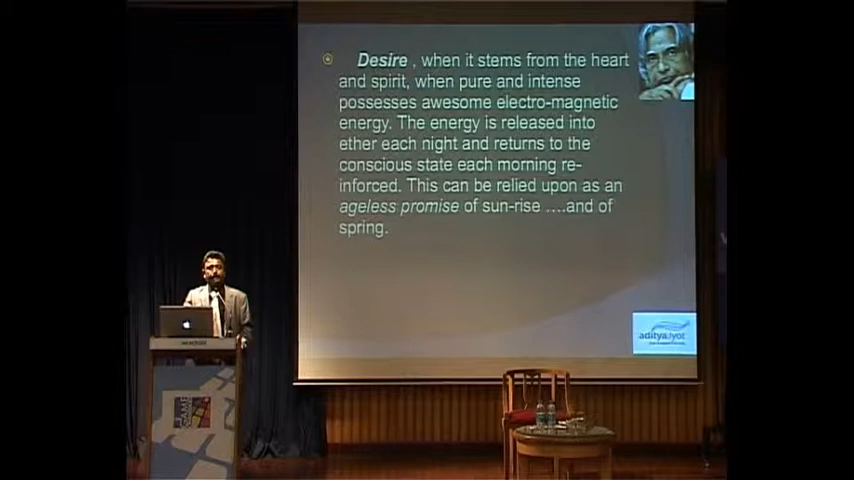 Desire , when it stems from the heart
and spirit, when pure and intense
possesses awesome electro-magnetic
energy. The energy is released into
ether each night and returns to the
conscious state each morning re-
inforced. This can be relied upon as an
ageless promise of sun-rise ....and of
spring.
adityaJyot